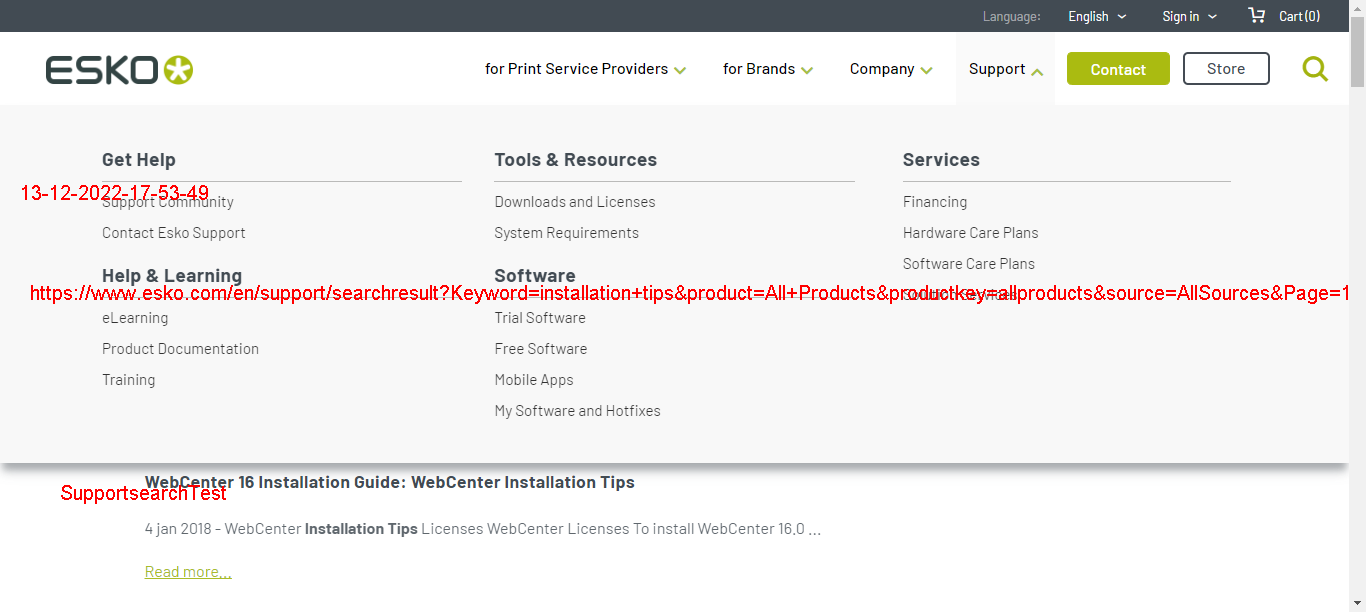 Language: English Sign in Cart (0)
ESKO for Print Service Providers for Brands Company Support Contact Store
Get Help Tools & Resources Services
13-12-2022-17-53-49
Support Community Downloads and Licenses Financing
Contact Esko Support System Requirements Hardware Care Plans
Software Care Plans
Help & Learning Software
https://www.esko.com/en/support/searchresult?Keyword=installation+tips&product=All+Products&productkey=allproducts&source=AllSources&Page=1
eLearning Trial Software
Product Documentation Free Software
Training Mobile Apps
My Software and Hotfixes
WebCenter 16 Installation Guide: WebCenter Installation Tips
SupportsearchTest
4 jan 2018 - WebCenter Installation Tips Licenses WebCenter Licenses To install WebCenter 16.0 ...
Read more...